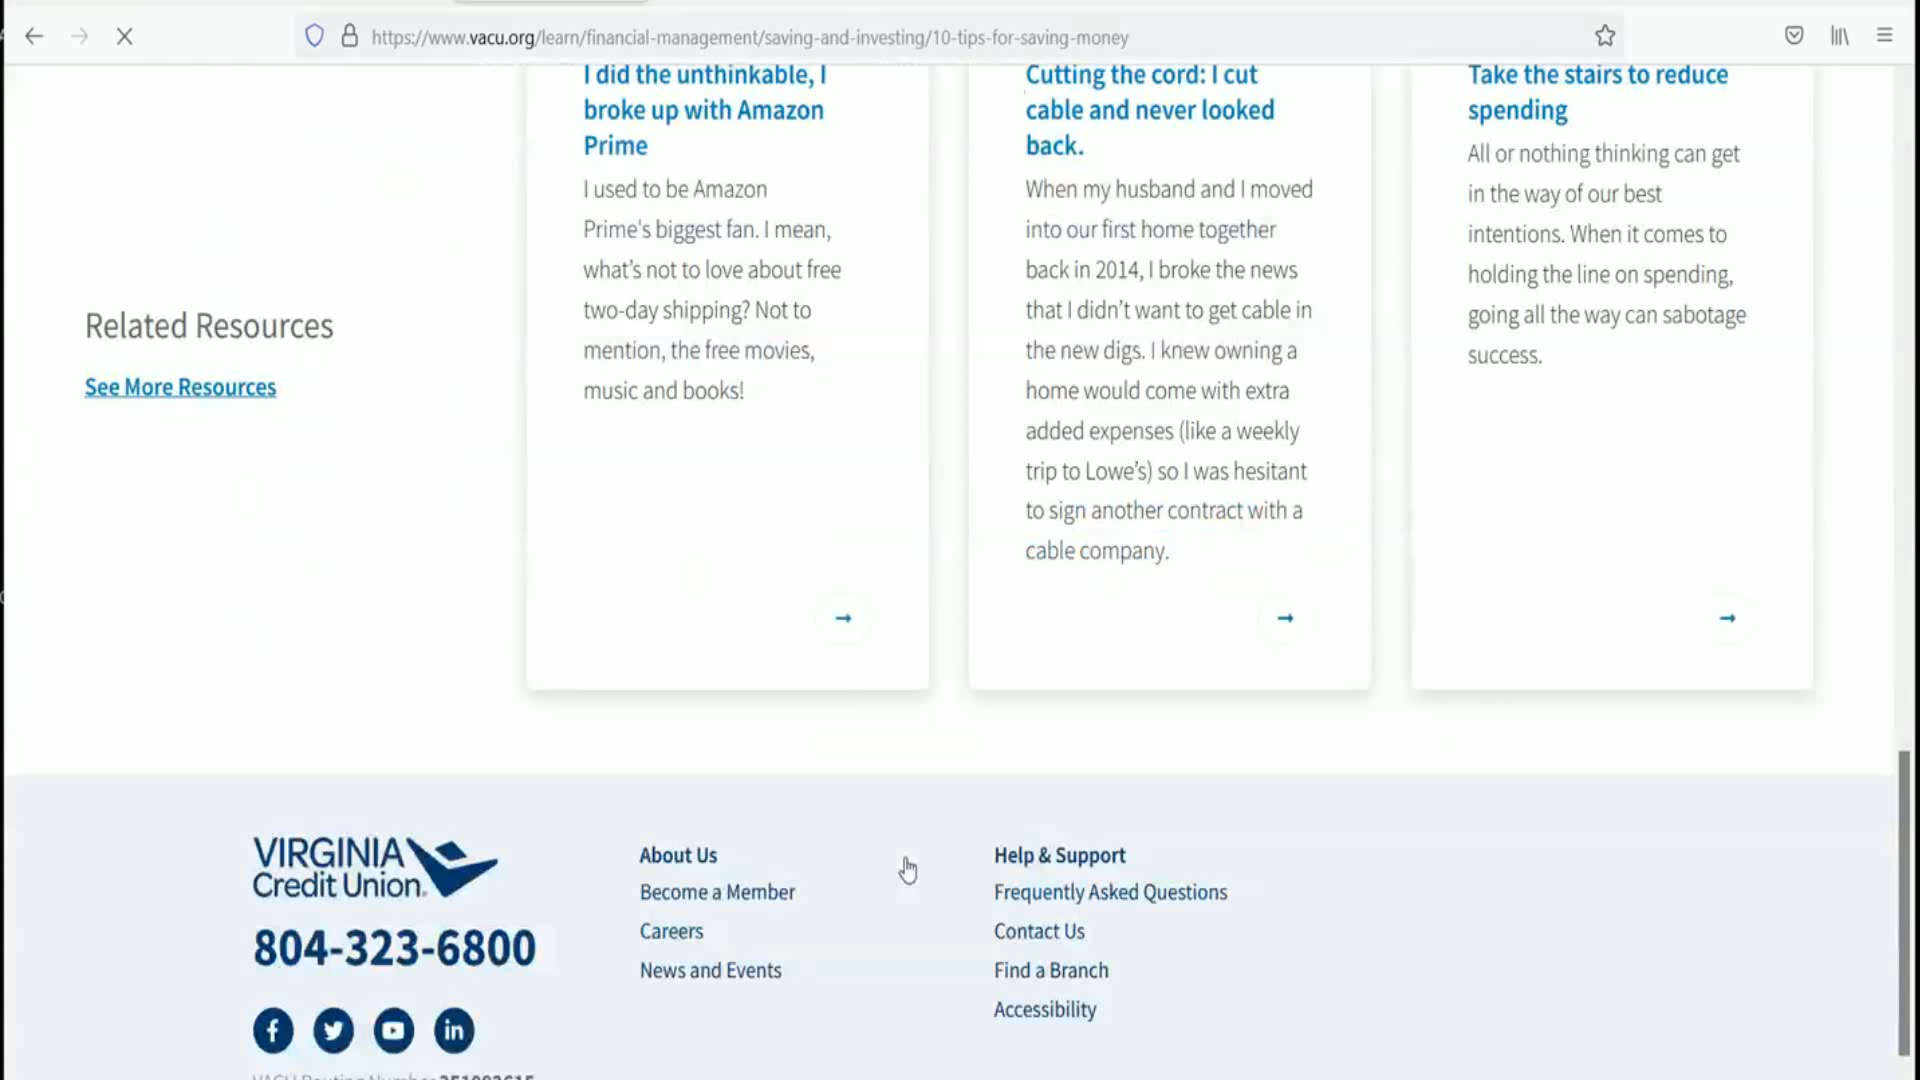 https://www.vacu.org/learn/financial-management/saving-and-investing/10-tips-for-saving-money
I did the unthinkable, I
broke up with Amazon
Prime
I used to be Amazon
Prime's biggest fan. I mean,
what's not to love about free
two-day shipping? Not to
mention, the free movies,
music and books!
Cutting the cord: I cut
cable and never looked
back.
When my husband and I moved
into our first home together
back in 2014, I broke the news
that I didn't want to get cable in
the new digs. I knew owning a
home would come with extra
added expenses (like a weekly
trip to Lowe's) so I was hesitant
to sign another contract with a
cable company.
Take the stairs to reduce
spending
All or nothing thinking can get
in the way of our best
intentions. When it comes to
holding the line on spending,
going all the way can sabotage
success.
Related Resources
See More Resources
VIRGINIA
Credit Union
804-323-6800
About Us
Become a Member
Careers
News and Events
Help & Support
Frequently Asked Questions
Contact Us
Find a Branch
Accessibility